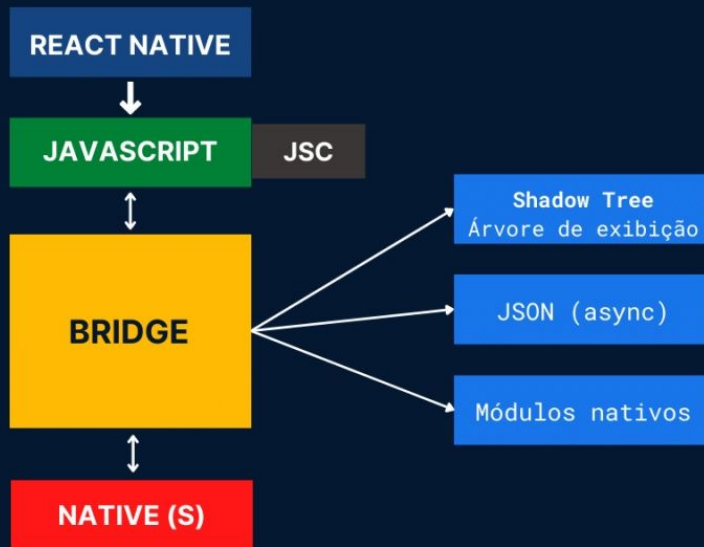 REACT NATIVE
JAVASCRIPT
JSC
BRIDGE
NATIVE (S)
Shadow Tree
Árvore de exibição
JSON (async)
Módulos nativos